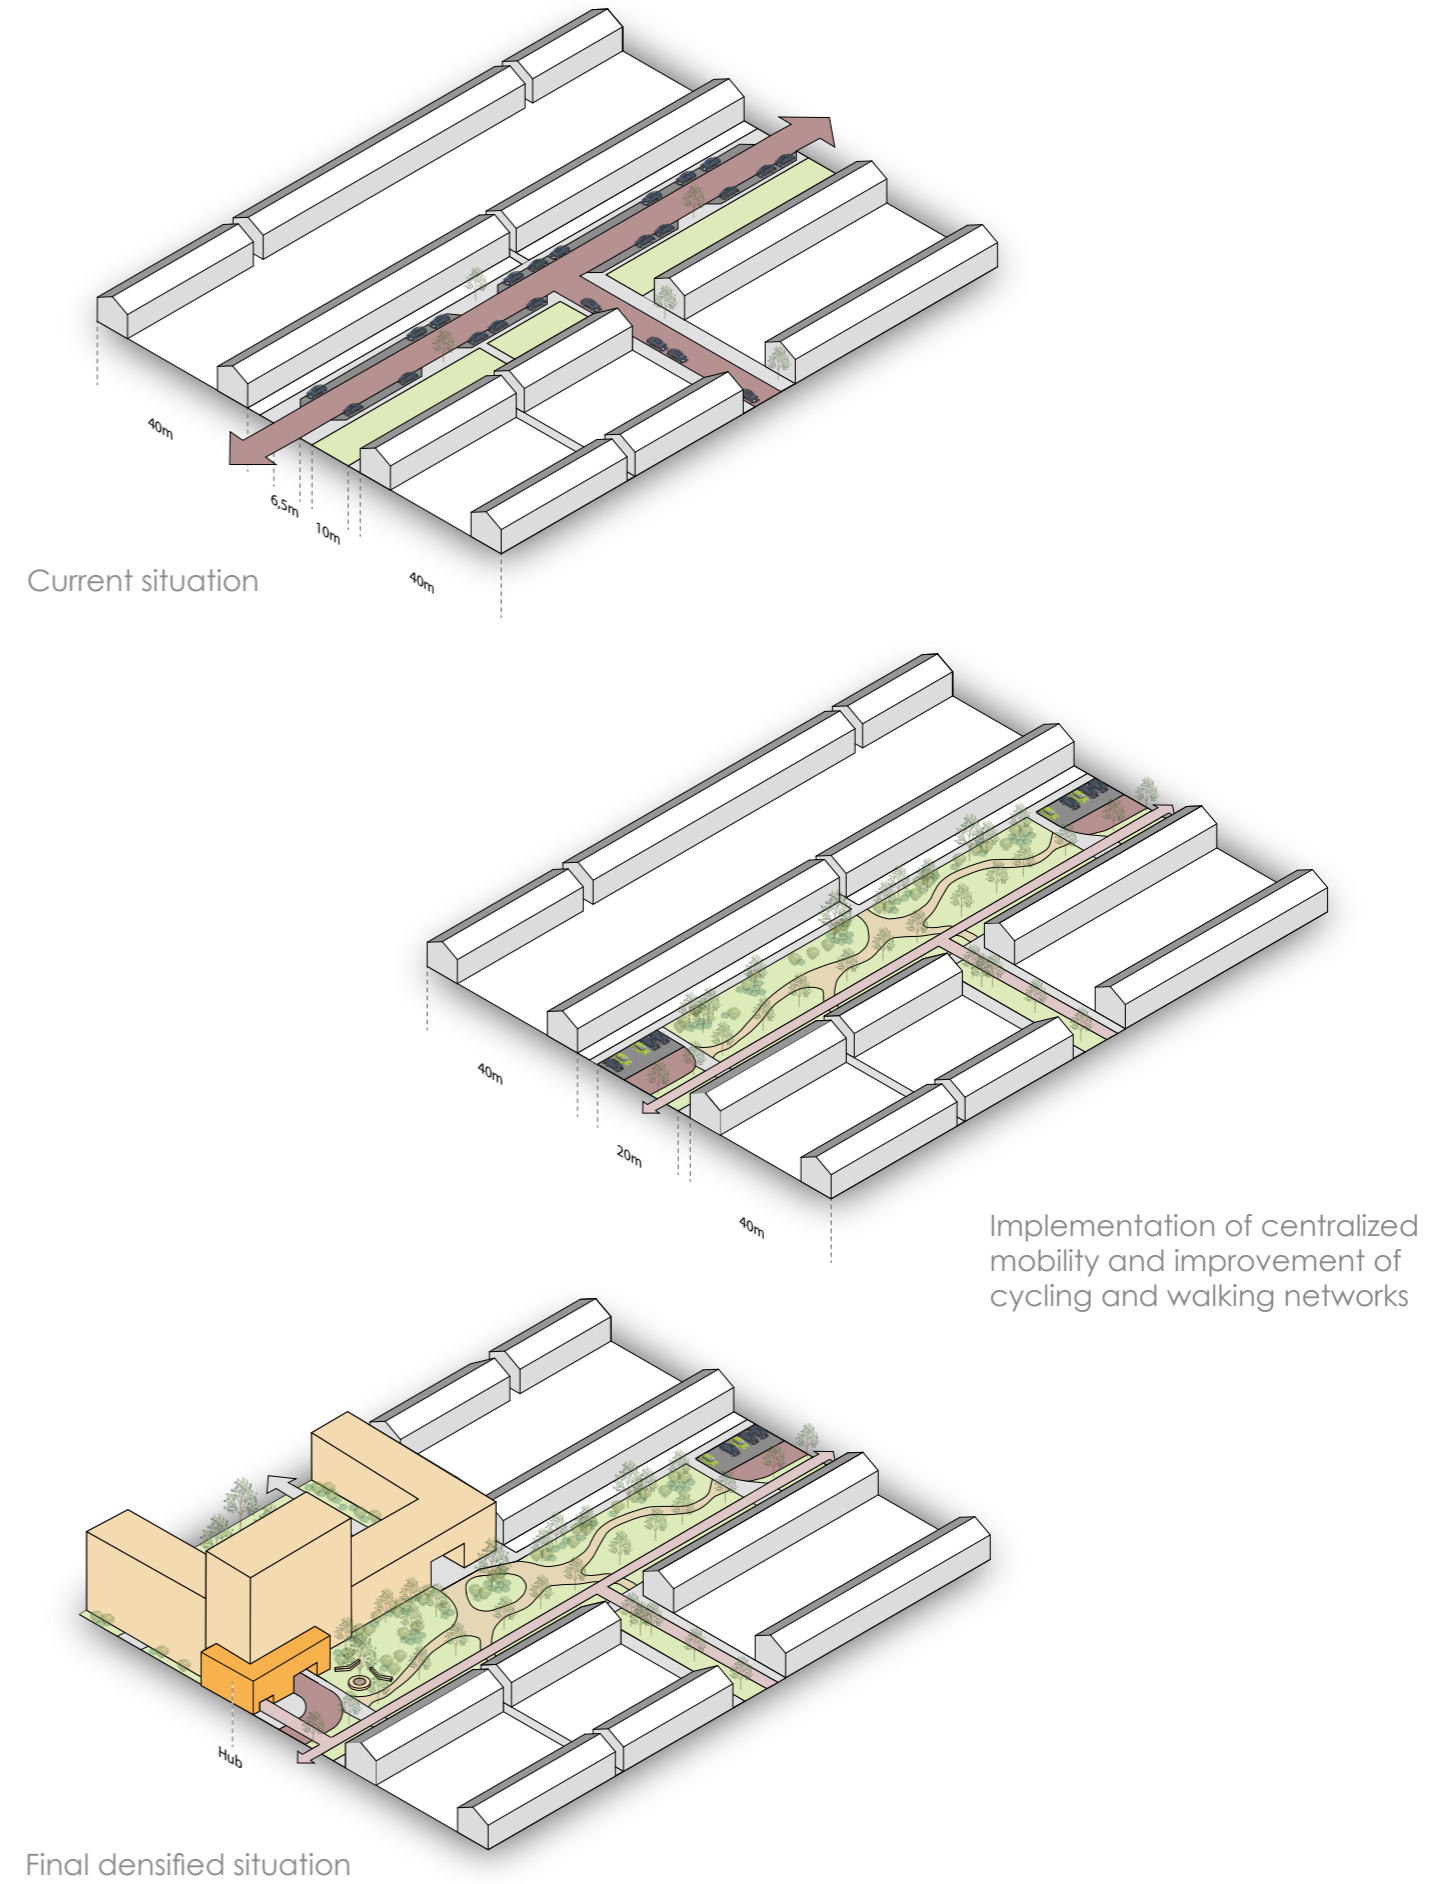 40m
6,5m
10m
40m
Current situation
40m
20m
40m
Implementation of centralized
mobility and improvement of
cycling and walking networks
Hub
Final densified situation